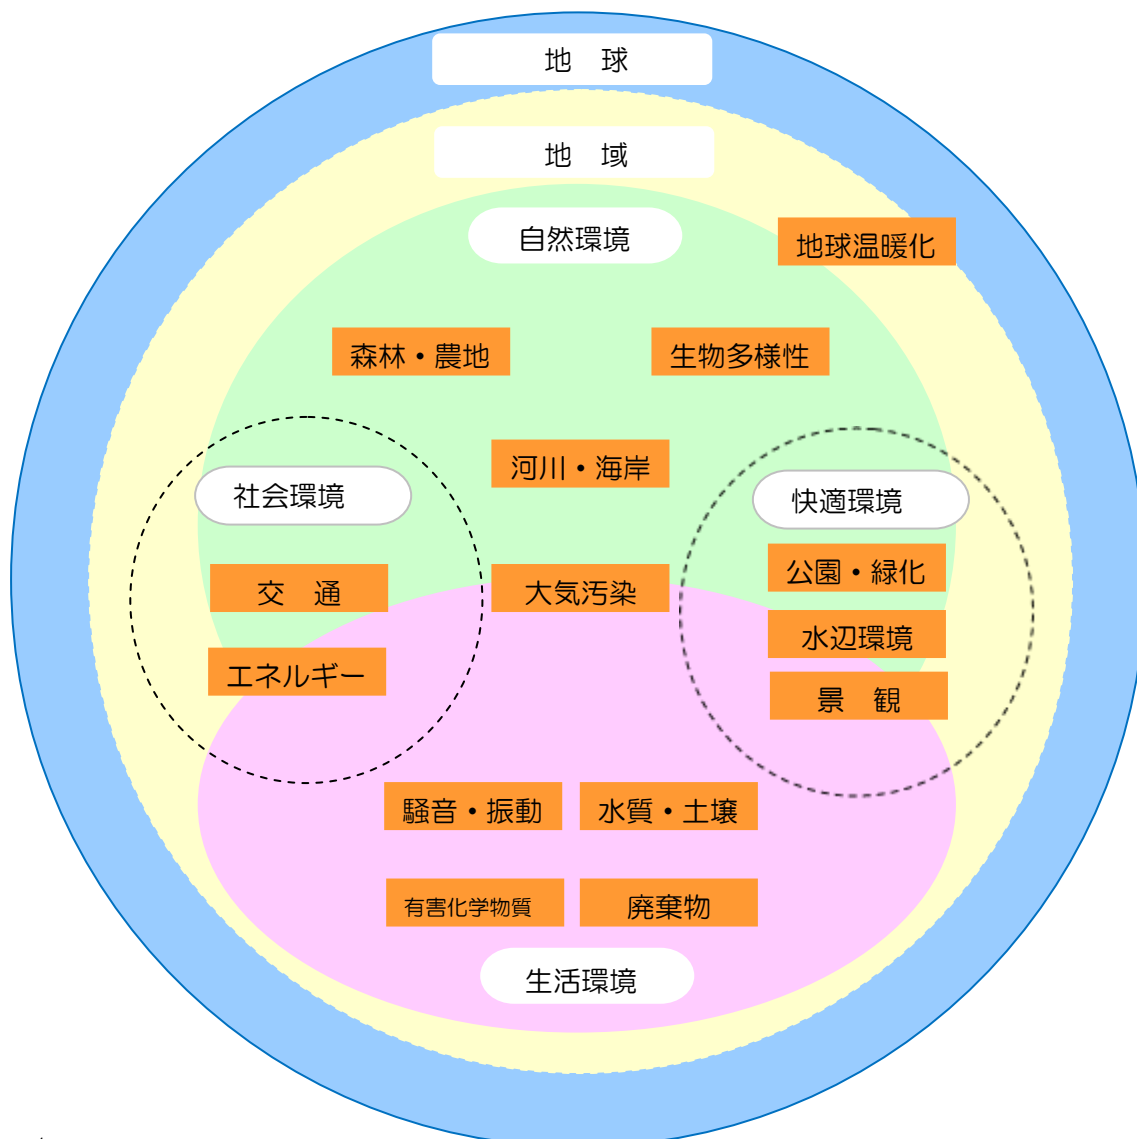 地　球
地　域
自然環境
地球温暖化
森林・農地
生物多様性
河川・海岸
社会環境
快適環境
交　通
大気汚染
公園・緑化
水辺環境
エネルギー
景　観
騒音・振動
水質・土壌
有害化学物質
廃棄物
生活環境